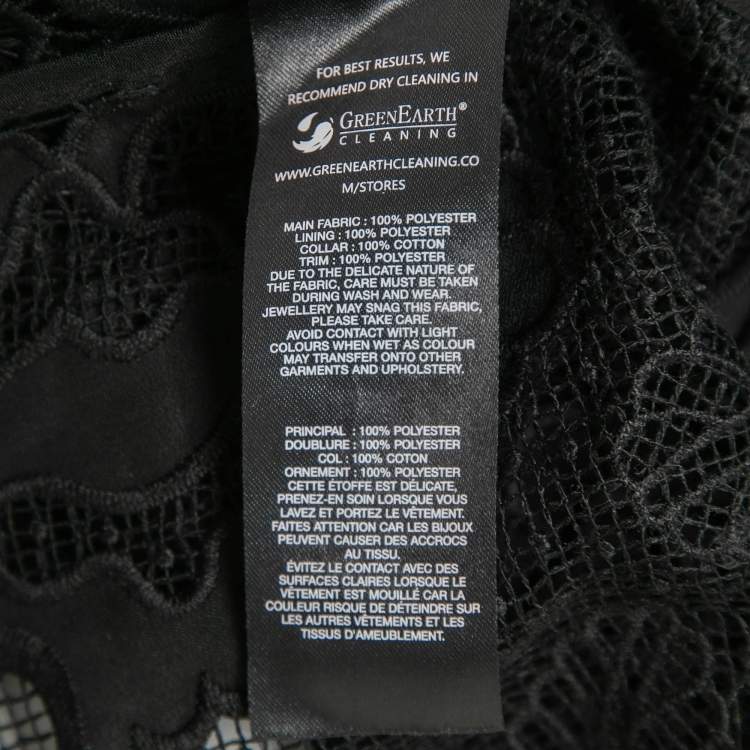 FOR BEST RESULTS, WE
RECOMMEND DRY CLEANING IN
GREENEARTH®
CLEANING
WWW.GREENEARTHCLEANING.CO
M/STORES
MAIN FABRIC : 100% POLYESTER
LINING : 100% POLYESTER
COLLAR : 100% COTTON
TRIM : 100% POLYESTER
DUE TO THE DELICATE NATURE OF
THE FABRIC, CARE MUST BE TAKEN
DURING WASH AND WEAR.
JEWELLERY MAY SNAG THIS FABRIC,
PLEASE TAKE CARE.
AVOID CONTACT WITH LIGHT
COLOURS WHEN WET AS COLOUR
MAY TRANSFER ONTO OTHER
GARMENTS AND UPHOLSTERY.
PRINCIPAL : 100% POLYESTER
DOUBLURE : 100% POLYESTER
COL : 100% COTTON
ORNEMENT : 100% POLYESTER
CETTE ÉTOFFE EST DÉLICATE,
PRENEZ-EN SOIN LORSQUE VOUS
LAVEZ ET PORTEZ LE VÊTEMENT.
FAITES ATTENTION CAR LES BIJOUX
PEUVENT CAUSER DES ACCROCS
AU TISSU.
ÉVITEZ LE CONTACT AVEC DES
SURFACES CLAIRES LORSQUE LE
VÊTEMENT EST MOUILLÉ CAR LA
COULEUR RISQUE DE DÉTEINDRE SUR
LES AUTRES VÊTEMENTS ET LES
TISSUS D'AMEUBLEMENT.